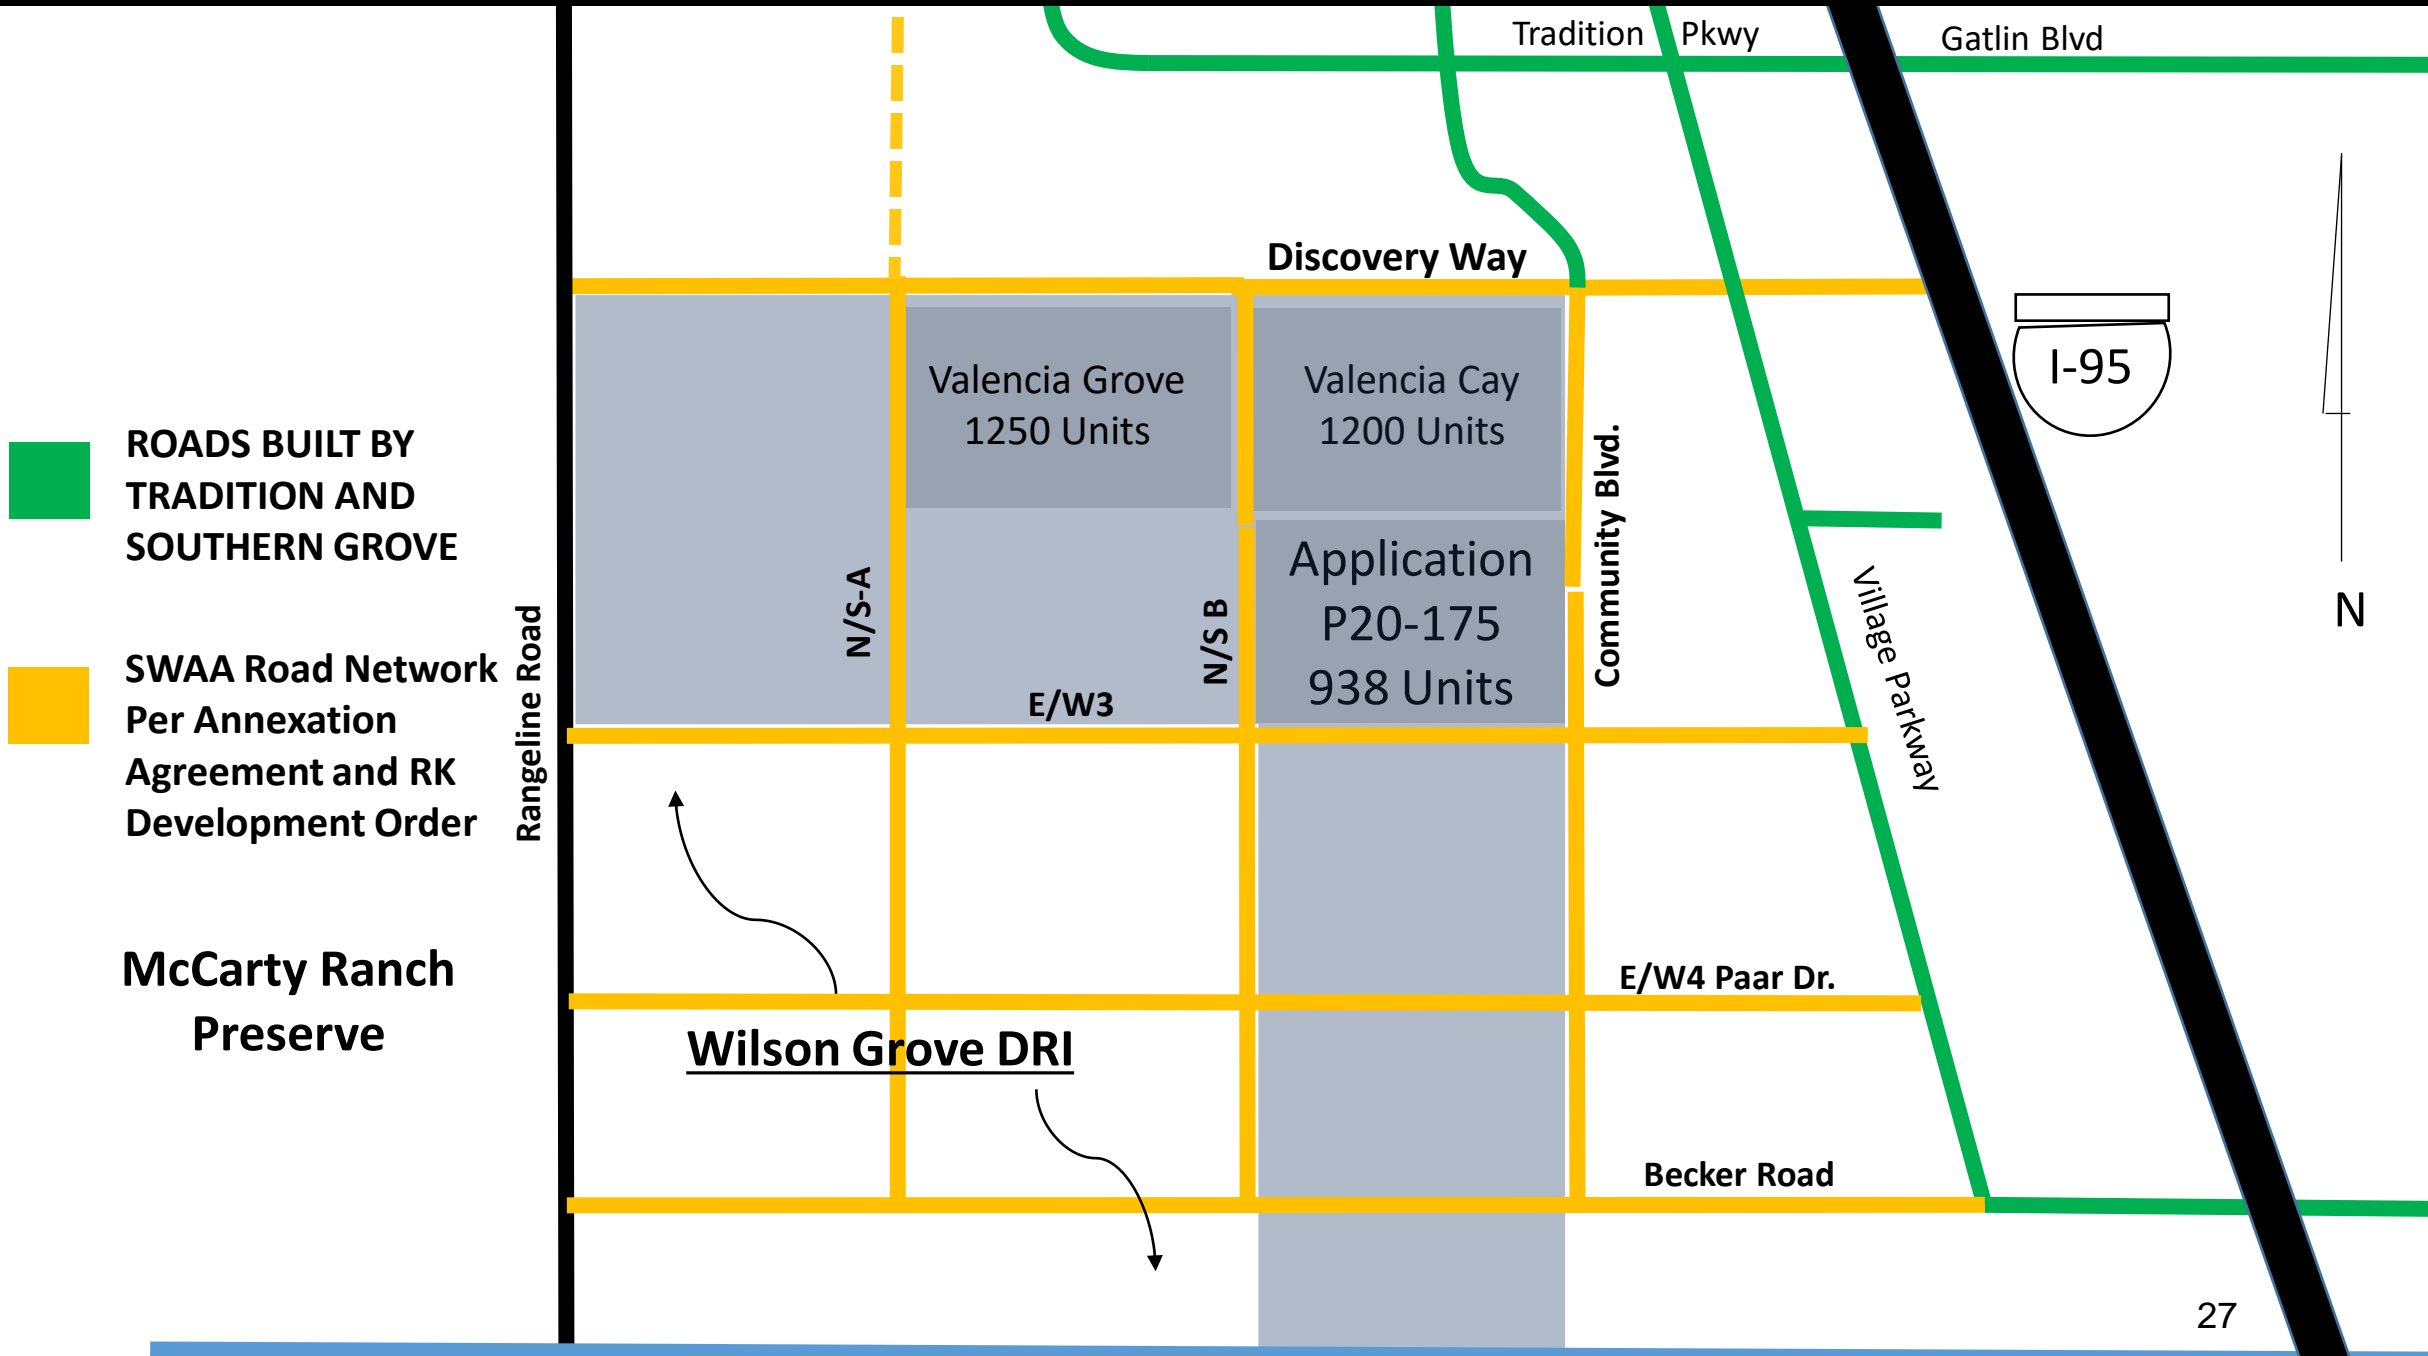 Tradition Pkwy
Gatlin Blvd
Discovery Way
I-95
Valencia Grove
1250 Units
Valencia Cay
1200 Units
ROADS BUILT BY
TRADITION AND
SOUTHERN GROVE
Community Blvd.
Application
P20-175
938 Units
N/S-A
N/S B
Village Parkway
N
SWAA Road Network
Per Annexation
Agreement and RK
Development Order
Rangeline Road
E/W3
McCarty Ranch
Preserve
E/W4 Paar Dr.
Wilson Grove DRI
Becker Road
27